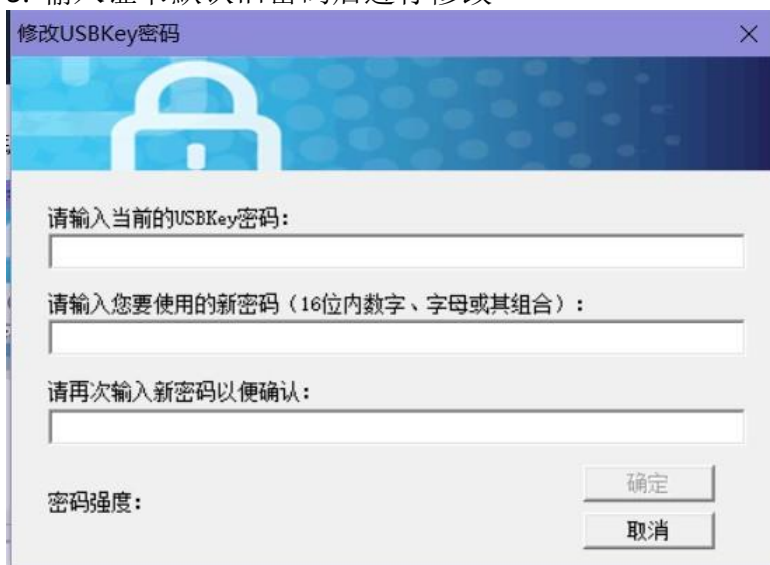 修改USBKey密码
请输入当前的USBKey密码:
请输入您要使用的新密码（16位内数字、字母或其组合）:
请再次输入新密码以便确认:
密码强度:
确定
取消